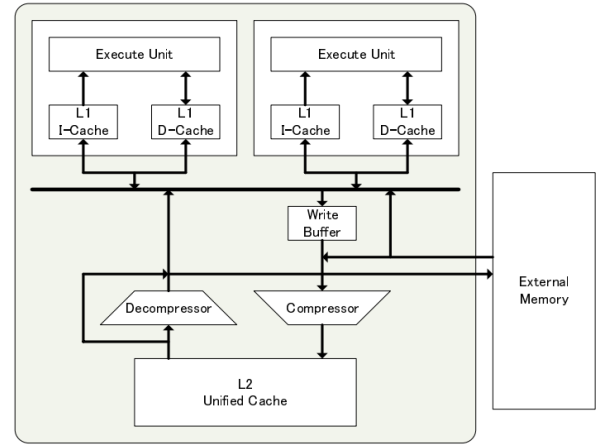 Execute Unit
L1
I-Cache
L1
D-Cache
Execute Unit
L1
I-Cache
L1
D-Cache
Write
Buffer
Decompressor
Compressor
L2
Unified Cache
External
Memory